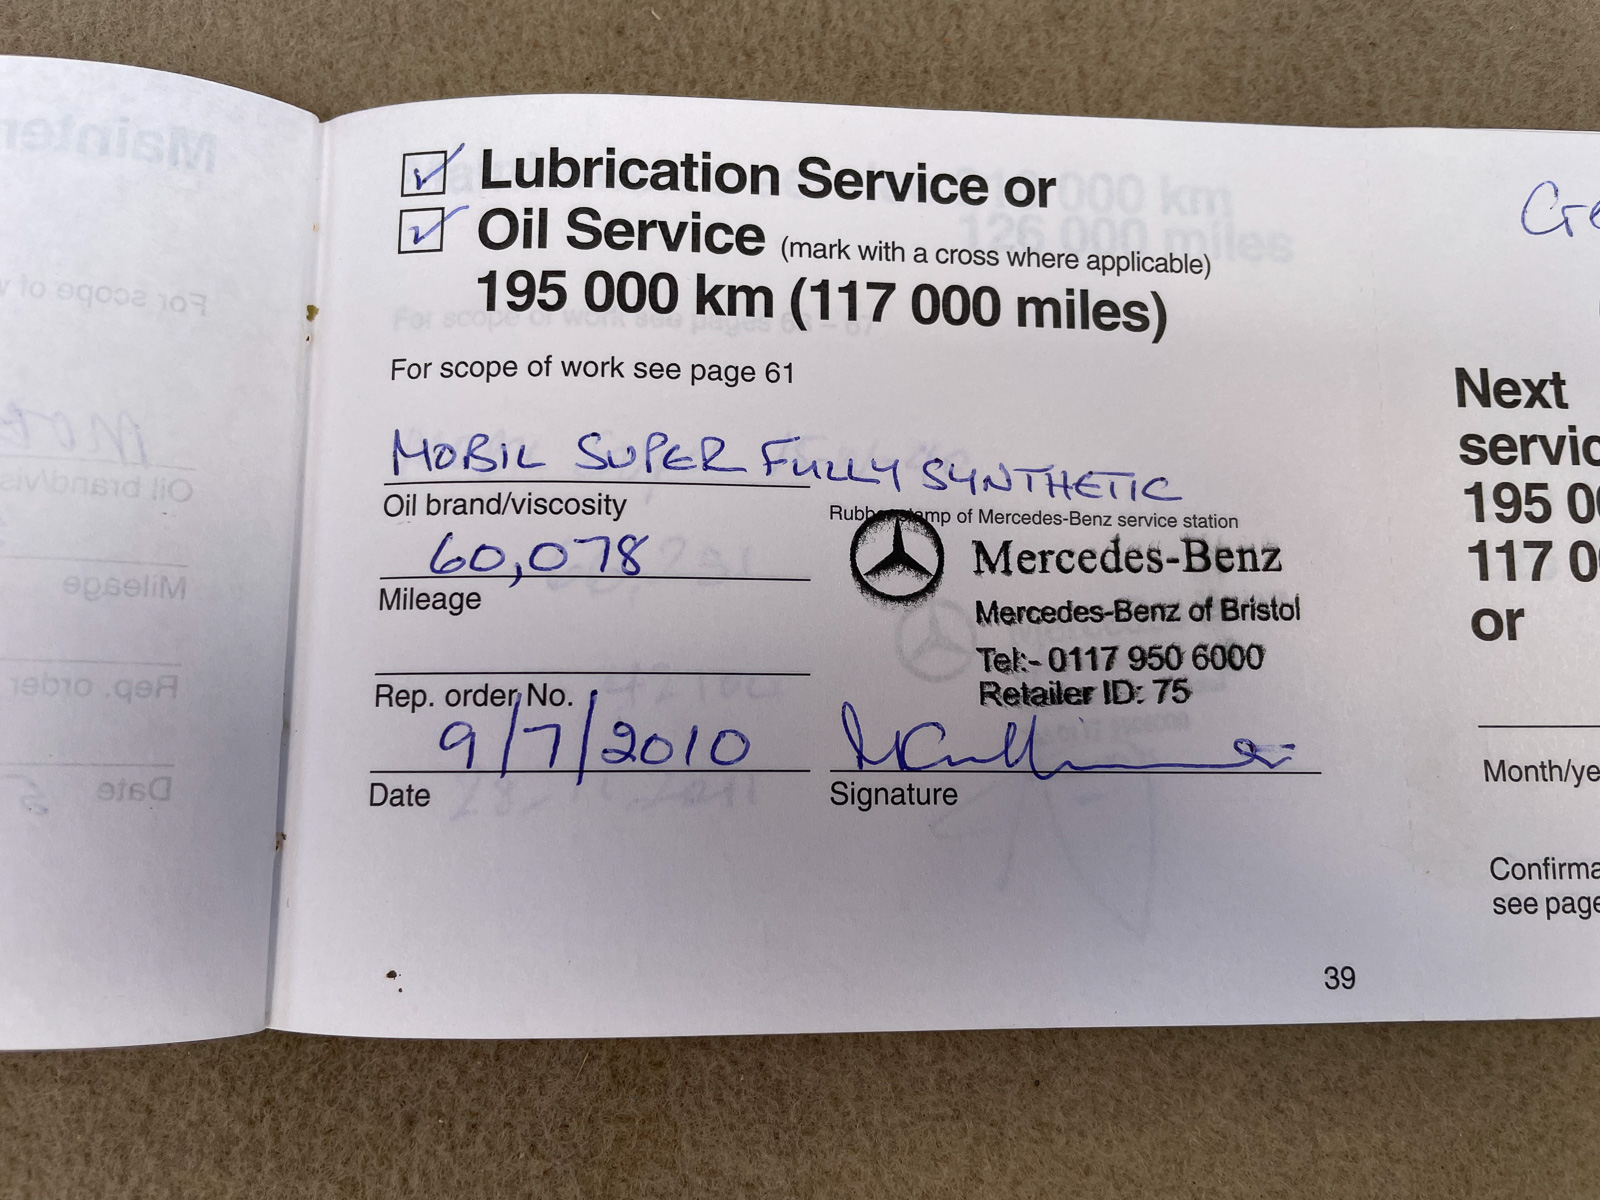 Lubrication Service or
Oil Service (mark with a cross where applicable)
195 000 km (117 000 miles)
For scope of work see page 61
MOBIL SUPER FULLY SYNTHETIC
Oil brand/viscosity
Rubber stamp of Mercedes-Benz service station
60,078
Mileage
Mercedes-Benz
Mercedes-Benz of Bristol
Tel:- 0117 950 6000
Retailer ID: 75
Rep. order No.
9/7/2010
Date
Signature
39
Next
servic
195 00
117 00
or
Month/ye
Confirma
see page